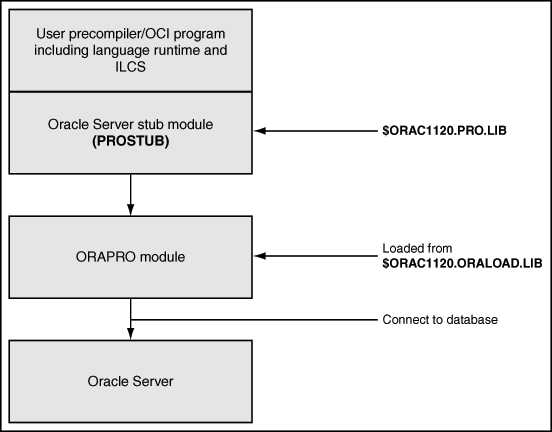 User precompiler/OCI program
including language runtime and
ILCS
Oracle Server stub module
(PROSTUB)
$ORAC1120.PRO.LIB
ORAPRO module
Loaded from
$ORAC1120.ORALOAD.LIB
Connect to database
Oracle Server